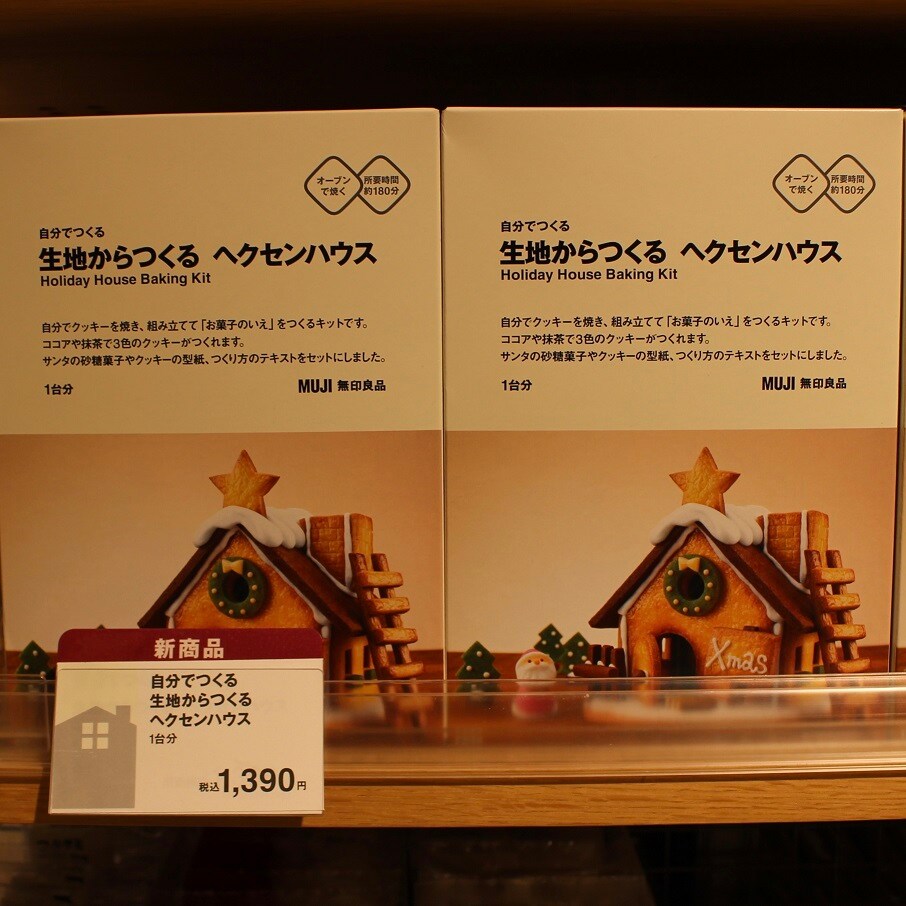 オーブン
で焼く
所要時間
約180分
自分でつくる
生地からつくる ヘクセンハウス
Holiday House Baking Kit
自分でクッキーを焼き、組み立てて「お菓子のいえ」をつくるキットです。
ココアや抹茶で3色のクッキーがつくれます。
サンタの砂糖菓子やクッキーの型紙、つくり方のテキストをセットにしました。
1台分
MUJI 無印良品
オーブン
で焼く
所要時間
約180分
自分でつくる
生地からつくる ヘクセンハウス
Holiday House Baking Kit
自分でクッキーを焼き、組み立てて「お菓子のいえ」をつくるキットです。
ココアや抹茶で3色のクッキーがつくれます。
サンタの砂糖菓子やクッキーの型紙、つくり方のテキストをセットにしました。
1台分
MUJI 無印良品
Xmas
新商品
自分でつくる
生地からつくる
ヘクセンハウス
1台分
税込1,390円